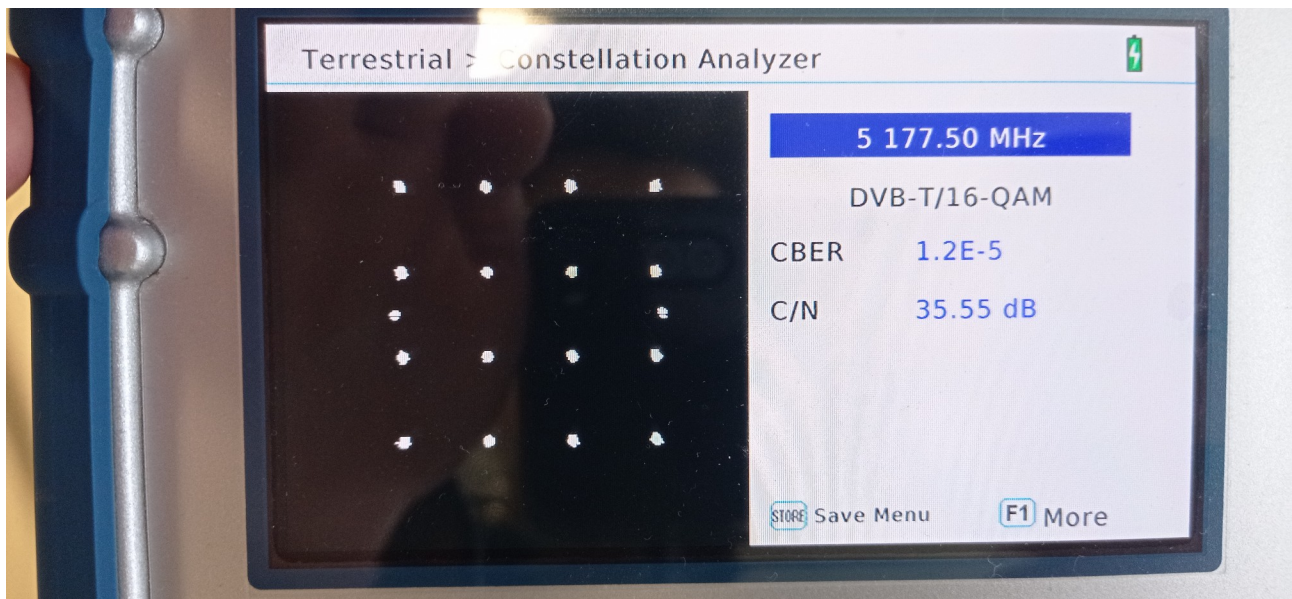 Terrestrial > Constellation Analyzer
5 177.50 MHz
DVB-T/16-QAM
CBER 1.2E-5
C/N 35.55 dB
STORE Save Menu F1 More